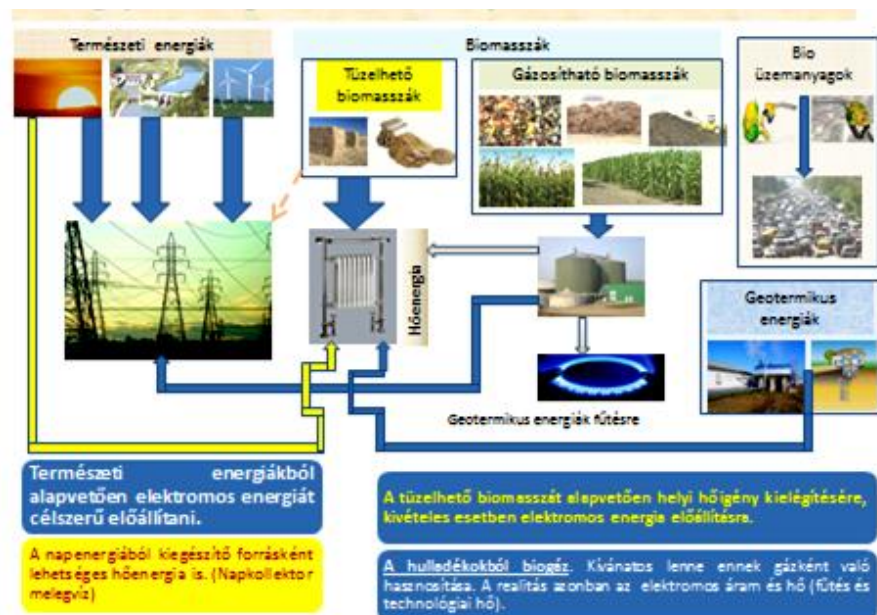 Természeti energiák
Biomasszák
Tüzelhető
biomasszák
Gázosítható biomasszák
Bio
üzemanyagok
Hőenergia
Geotermikus
energiák
Geotermikus energiák fűtésre
Természeti energiákból
alapvetően elektromos energiát
célszerű előállítani.
A napenergiából kiegészítő forrásként
lehetséges hőenergia is. (Napkollektor
melegvíz)
A tüzelhető biomasszát alapvetően helyi hőigény kielégítésére,
kivételes esetben elektromos energia előállításra.
A hulladékokból biogáz. Kívánatos lenne ennek gázként való
hasznosítása. A realitás azonban az elektromos áram és hő (fűtés és
technológiai hő).